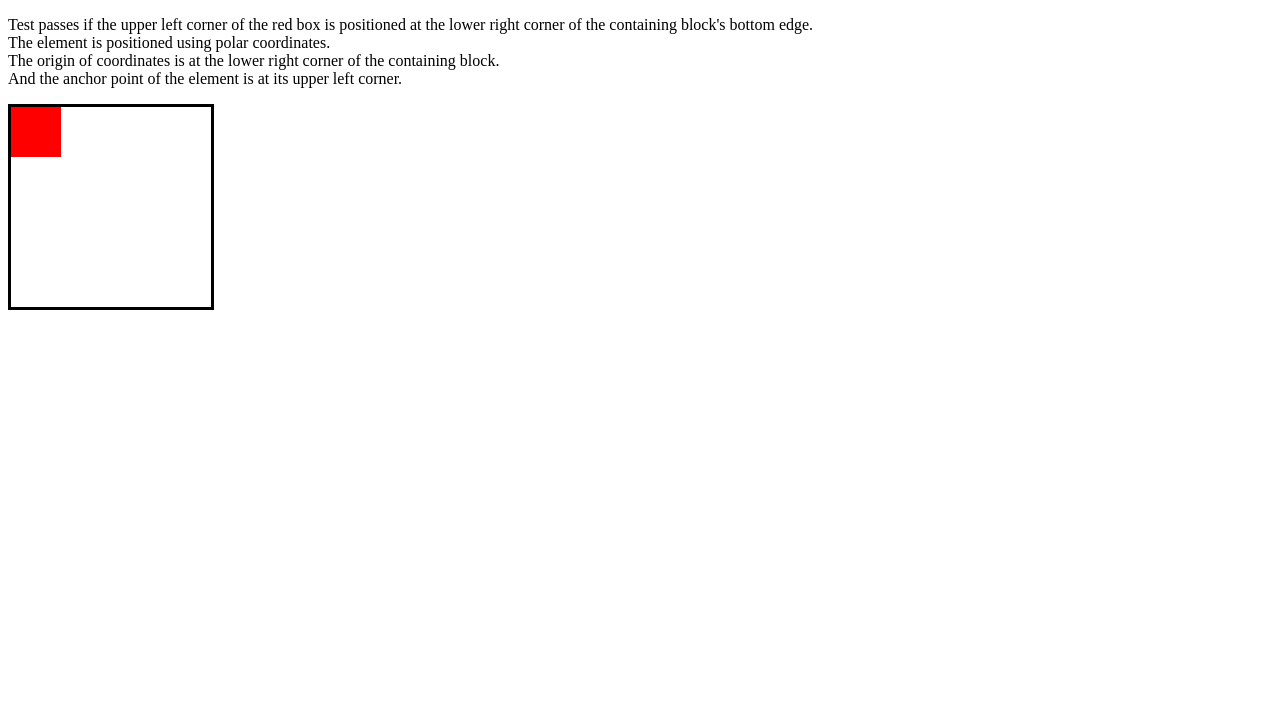 Test passes if the upper left corner of the red box is positioned at the lower right corner of the containing block's bottom edge.
The element is positioned using polar coordinates.
The origin of coordinates is at the lower right corner of the containing block.
And the anchor point of the element is at its upper left corner.